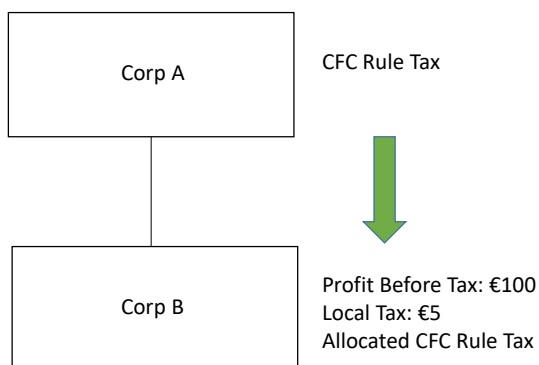 Corp A
CFC Rule Tax
Corp B
Profit Before Tax: €100
Local Tax: €5
Allocated CFC Rule Tax